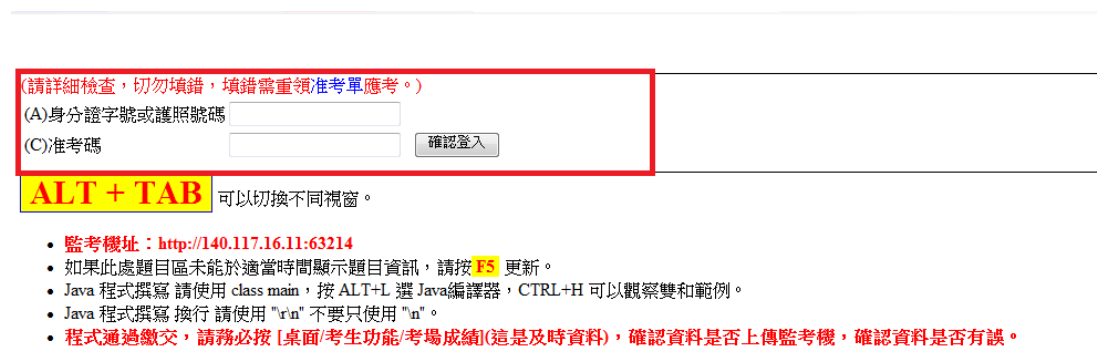 (請詳細檢查，切勿填錯，填錯需重領准考單應考。)
(A)身分證字號或護照號碼
(C)准考碼 確認登入
ALT + TAB 可以切換不同視窗。
監考機址：http://140.117.16.11:63214
如果此處題目區未能於適當時間顯示題目資訊，請按 F5 更新。
Java 程式撰寫 請使用 class main，按 ALT+L 選 Java編譯器，CTRL+H 可以觀察雙和範例。
Java 程式撰寫 換行 請使用 "\r\n" 不要只使用 "\n"。
程式通過繳交，請務必按 [桌面/考生功能/考場成績](這是及時資料)，確認資料是否上傳監考機，確認資料是否有誤。